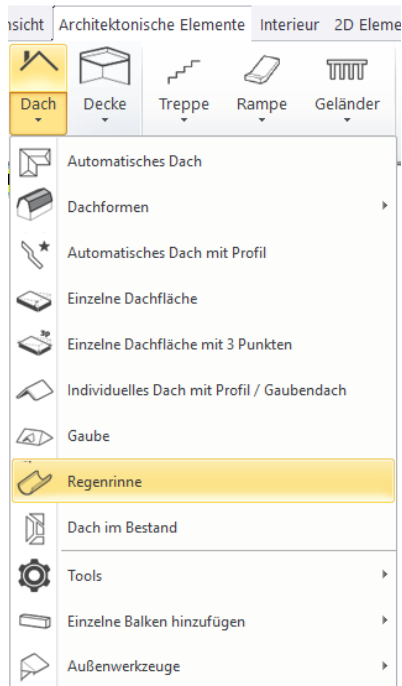 Architektonische Elemente Interieur 2D Eleme
Dach Decke Treppe Rampe Geländer
Automatisches Dach
Dachformen
Automatisches Dach mit Profil
Einzelne Dachfläche
3p
Einzelne Dachfläche mit 3 Punkten
Individuelles Dach mit Profil / Gaubendach
Gaube
Regenrinne
Dach im Bestand
Tools
Einzelne Balken hinzufügen
Außenwerkzeuge